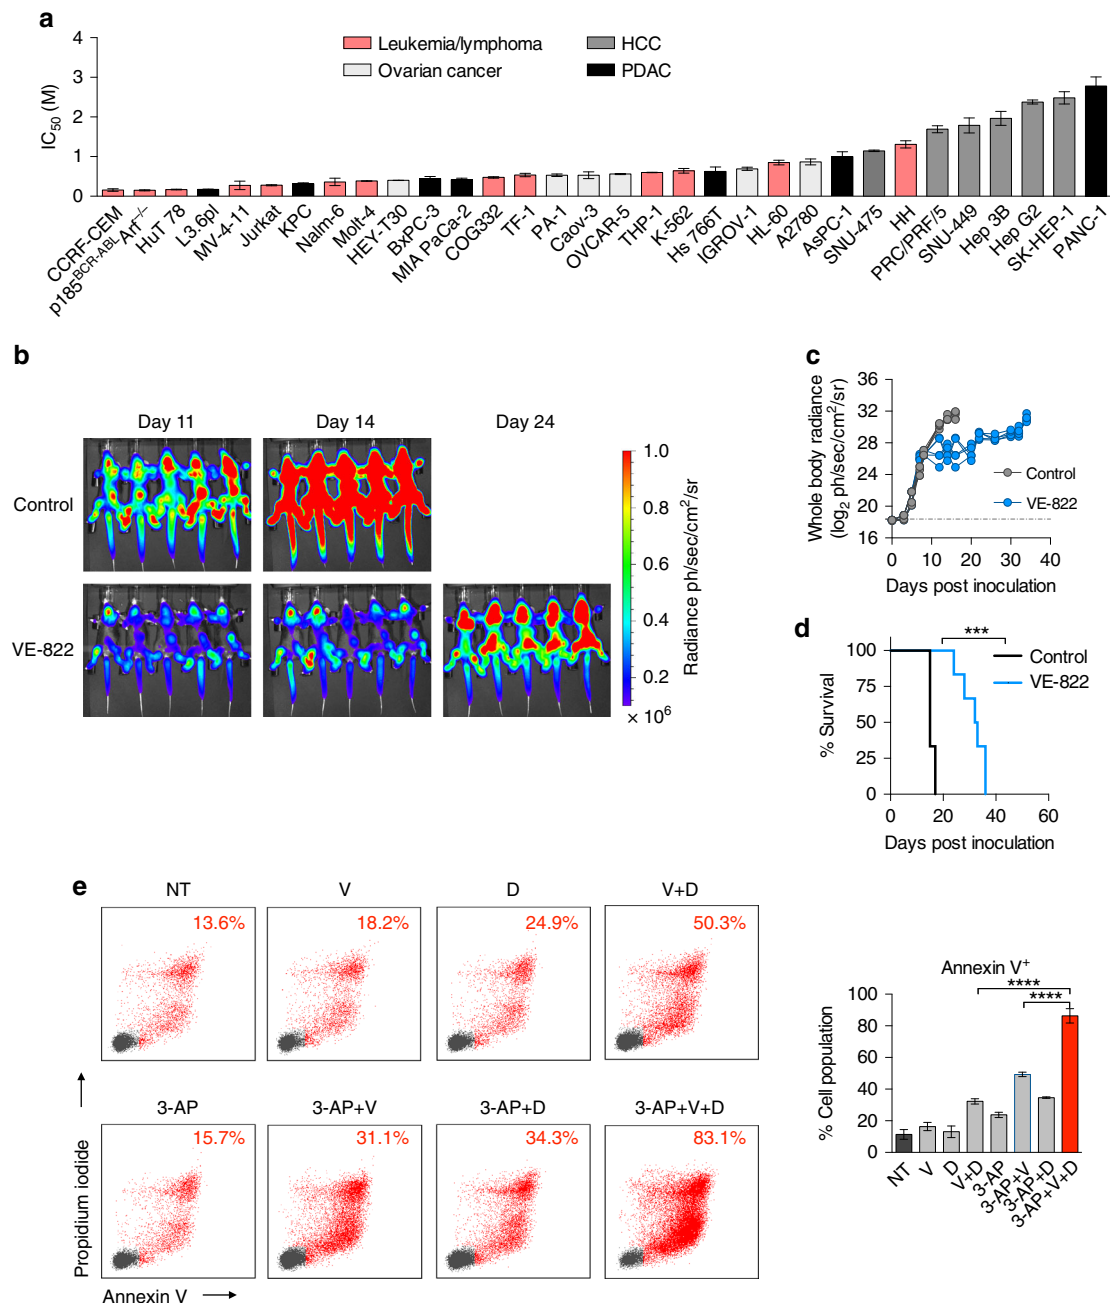 a
4
3
2
1
0
IC50 (M)
Leukemia/lymphoma
HCC
Ovarian cancer
PDAC
CCRF-CEM
p185BCR-ABLArf–/–
HuT 78
L3.6pl
MV-4-11
Jurkat
KPC
Nalm-6
Molt-4
HEY-T30
BxPC-3
MIA PaCa-2
COG332
TF-1
PA-1
Caov-3
OVCAR-5
THP-1
K-562
Hs 766T
IGROV-1
HL-60
A2780
AsPC-1
SNU-475
HH
PRC/PRF/5
SNU-449
Hep 3B
Hep G2
SK-HEP-1
PANC-1
b
Day 11
Day 14
Day 24
Control
VE-822
1.0
0.8
0.6
0.4
0.2
× 10^6
Radiance ph/sec/cm²/sr
c
36
32
28
24
20
16
Whole body radiance
(log2 ph/sec/cm²/sr)
Control
VE-822
0 10 20 30 40
Days post inoculation
d
***
100
75
50
25
0
% Survival
Control
VE-822
0 20 40 60
Days post inoculation
e
NT
V
D
V+D
13.6%
18.2%
24.9%
50.3%
3-AP
3-AP+V
3-AP+D
3-AP+V+D
15.7%
31.1%
34.3%
83.1%
Propidium iodide
Annexin V
Annexin V+
****
****
100
80
60
40
20
0
% Cell population
NT
V
D
V+D
3-AP
3-AP+V
3-AP+D
3-AP+V+D